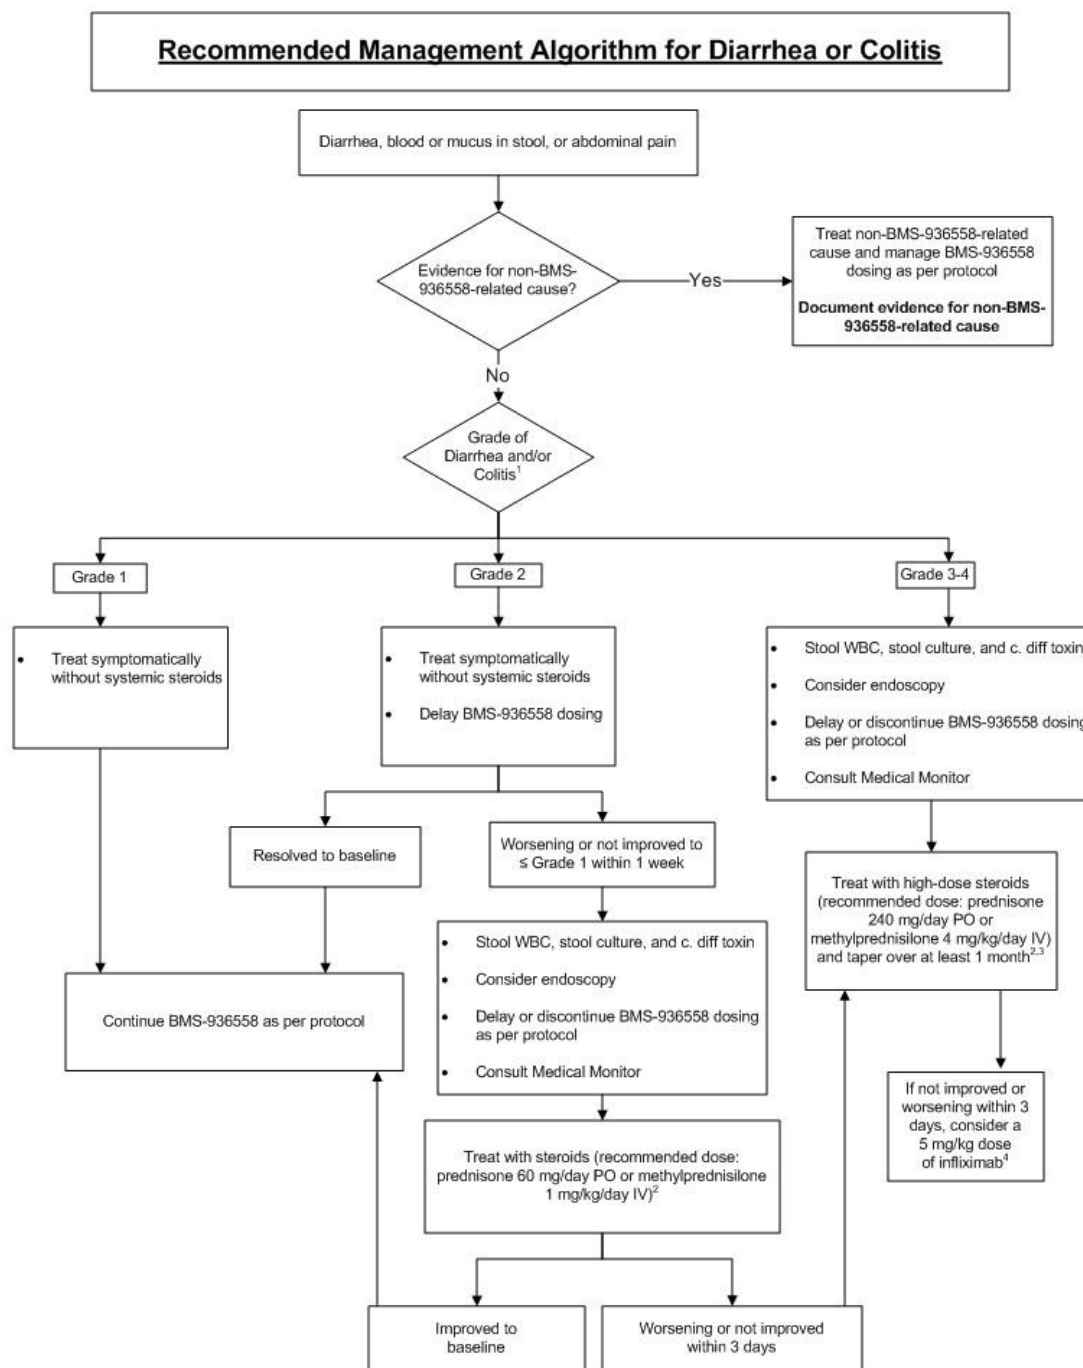 Recommended Management Algorithm for Diarrhea or Colitis
Diarrhea, blood or mucus in stool, or abdominal pain
Evidence for non-BMS-
936558-related cause?
Yes
Treat non-BMS-936558-related
cause and manage BMS-936558
dosing as per protocol
Document evidence for non-BMS-
936558-related cause
No
Grade of
Diarrhea and/or
Colitis1
Grade 1
Grade 2
Grade 3-4
• Treat symptomatically
without systemic steroids
• Treat symptomatically
without systemic steroids
• Delay BMS-936558 dosing
• Stool WBC, stool culture, and c. diff toxin
• Consider endoscopy
• Delay or discontinue BMS-936558 dosing
as per protocol
• Consult Medical Monitor
Resolved to baseline
Worsening or not improved to
≤ Grade 1 within 1 week
Treat with high-dose steroids
(recommended dose: prednisone
240 mg/day PO or
methylprednisilone 4 mg/kg/day IV)
and taper over at least 1 month2,3
• Stool WBC, stool culture, and c. diff toxin
• Consider endoscopy
• Delay or discontinue BMS-936558 dosing
as per protocol
• Consult Medical Monitor
Continue BMS-936558 as per protocol
If not improved or
worsening within 3
days, consider a
5 mg/kg dose
of infliximab4
Treat with steroids (recommended dose:
prednisone 60 mg/day PO or methylprednisilone
1 mg/kg/day IV)2
Improved to
baseline
Worsening or not improved
within 3 days